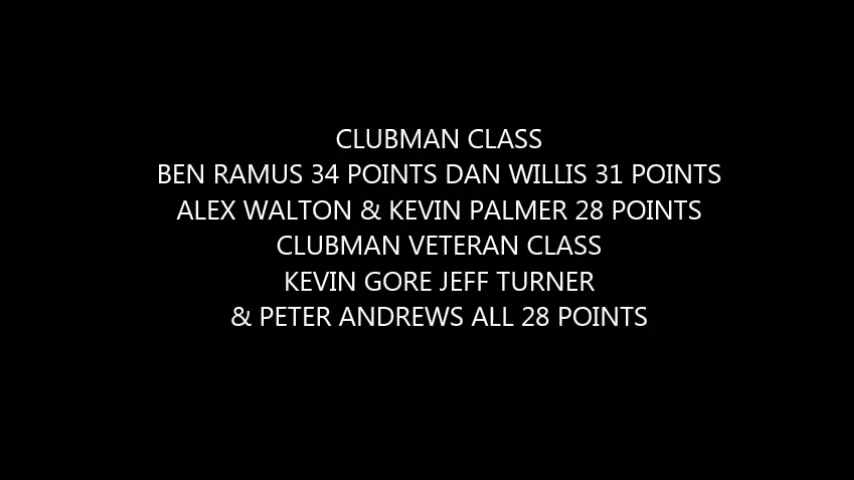 CLUBMAN CLASS
BEN RAMUS 34 POINTS DAN WILLIS 31 POINTS
ALEX WALTON & KEVIN PALMER 28 POINTS
CLUBMAN VETERAN CLASS
KEVIN GORE JEFF TURNER
& PETER ANDREWS ALL 28 POINTS